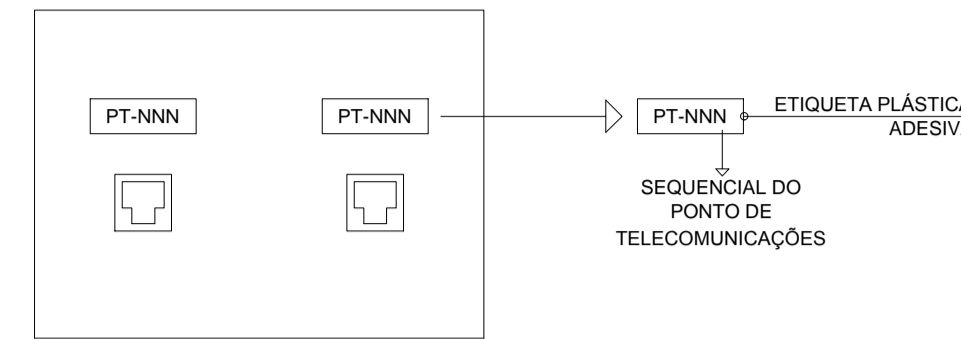 PT-NNN
PT-NNN
PT-NNN
ETIQUETA PLÁSTICA
ADESIVA
SEQUENCIAL DO
PONTO DE
TELECOMUNICAÇÕES